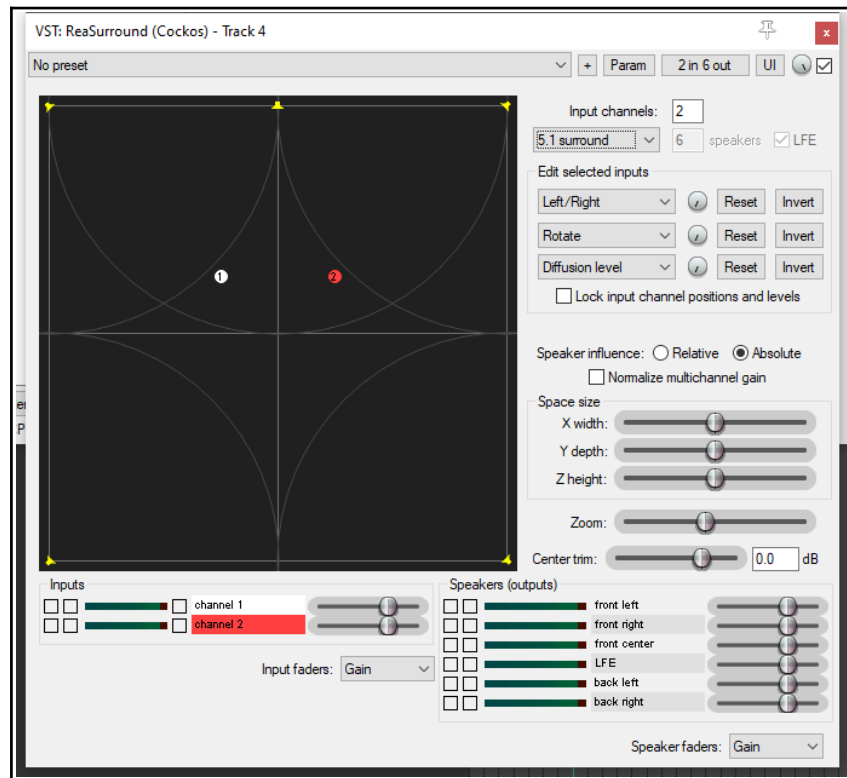 VST: ReaSurround (Cockos) - Track 4
x
No preset
+
Param
2 in 6 out
UI
Input channels: 2
5.1 surround 6 speakers LFE
Edit selected inputs
Left/Right Reset Invert
Rotate Reset Invert
Diffusion level Reset Invert
Lock input channel positions and levels
1
2
Speaker influence: Relative Absolute
Normalize multichannel gain
Space size
X width:
Y depth:
Z height:
Zoom:
Center trim: 0.0 dB
Inputs
channel 1
channel 2
Input faders: Gain
Speakers (outputs)
front left
front right
front center
LFE
back left
back right
Speaker faders: Gain